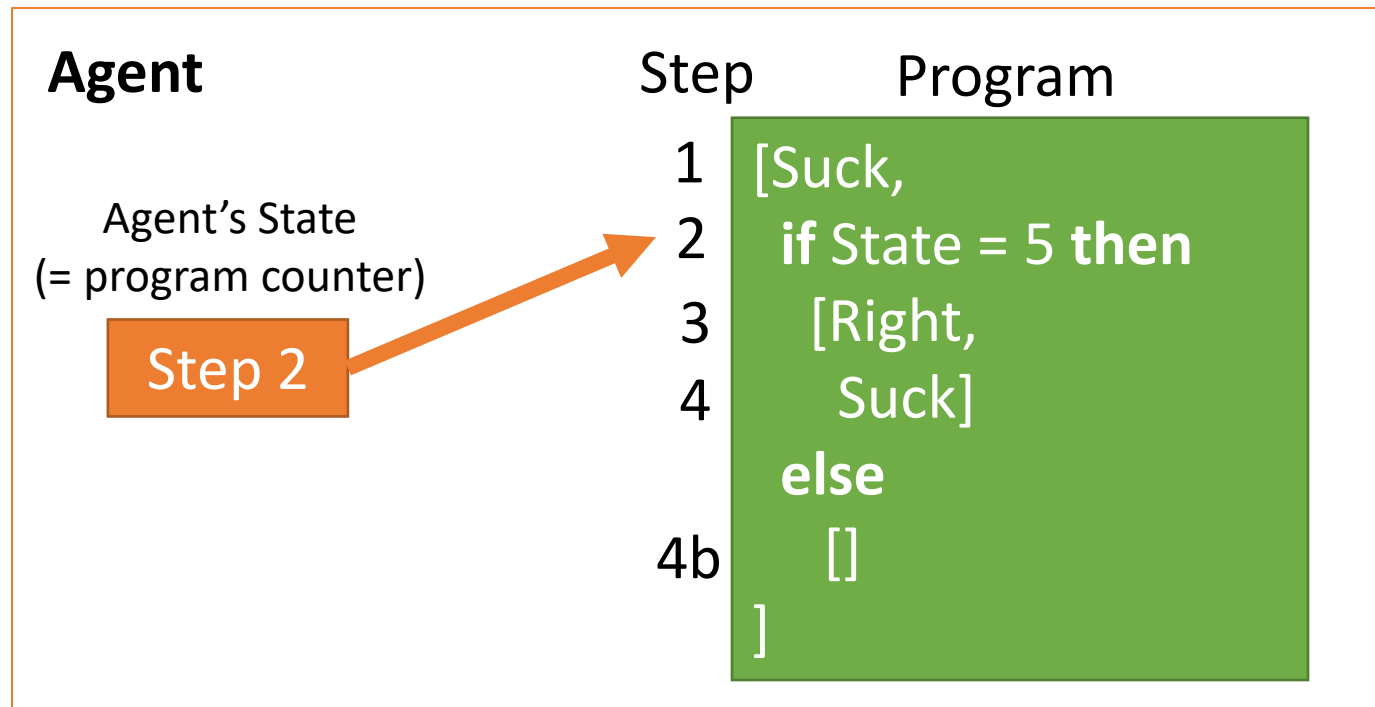 Agent
Agent’s State
(= program counter)
Step 2
Step Program
1 [Suck,
2 if State = 5 then
3 [Right,
4 Suck]
else
4b []
]